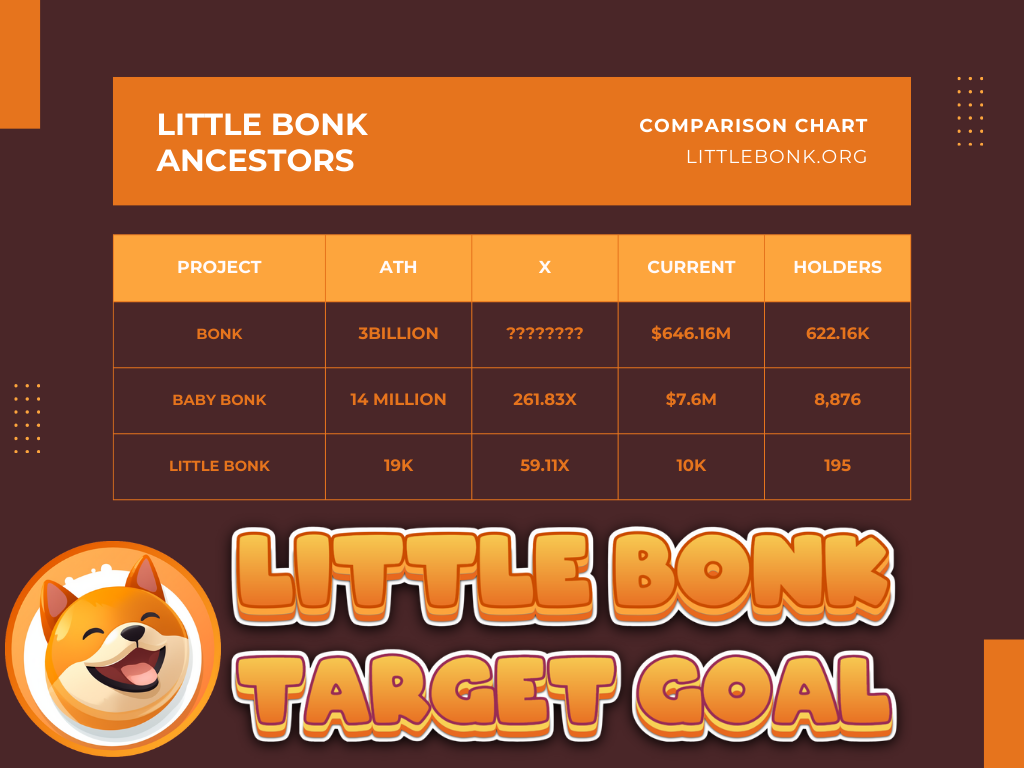 LITTLE BONK
ANCESTORS
COMPARISON CHART
LITTLEBONK.ORG
PROJECT ATH X CURRENT HOLDERS
BONK 3BILLION ???????? $646.16M 622.16K
BABY BONK 14 MILLION 261.83X $7.6M 8,876
LITTLE BONK 19K 59.11X 10K 195
LITTLE BONK
TARGET GOAL